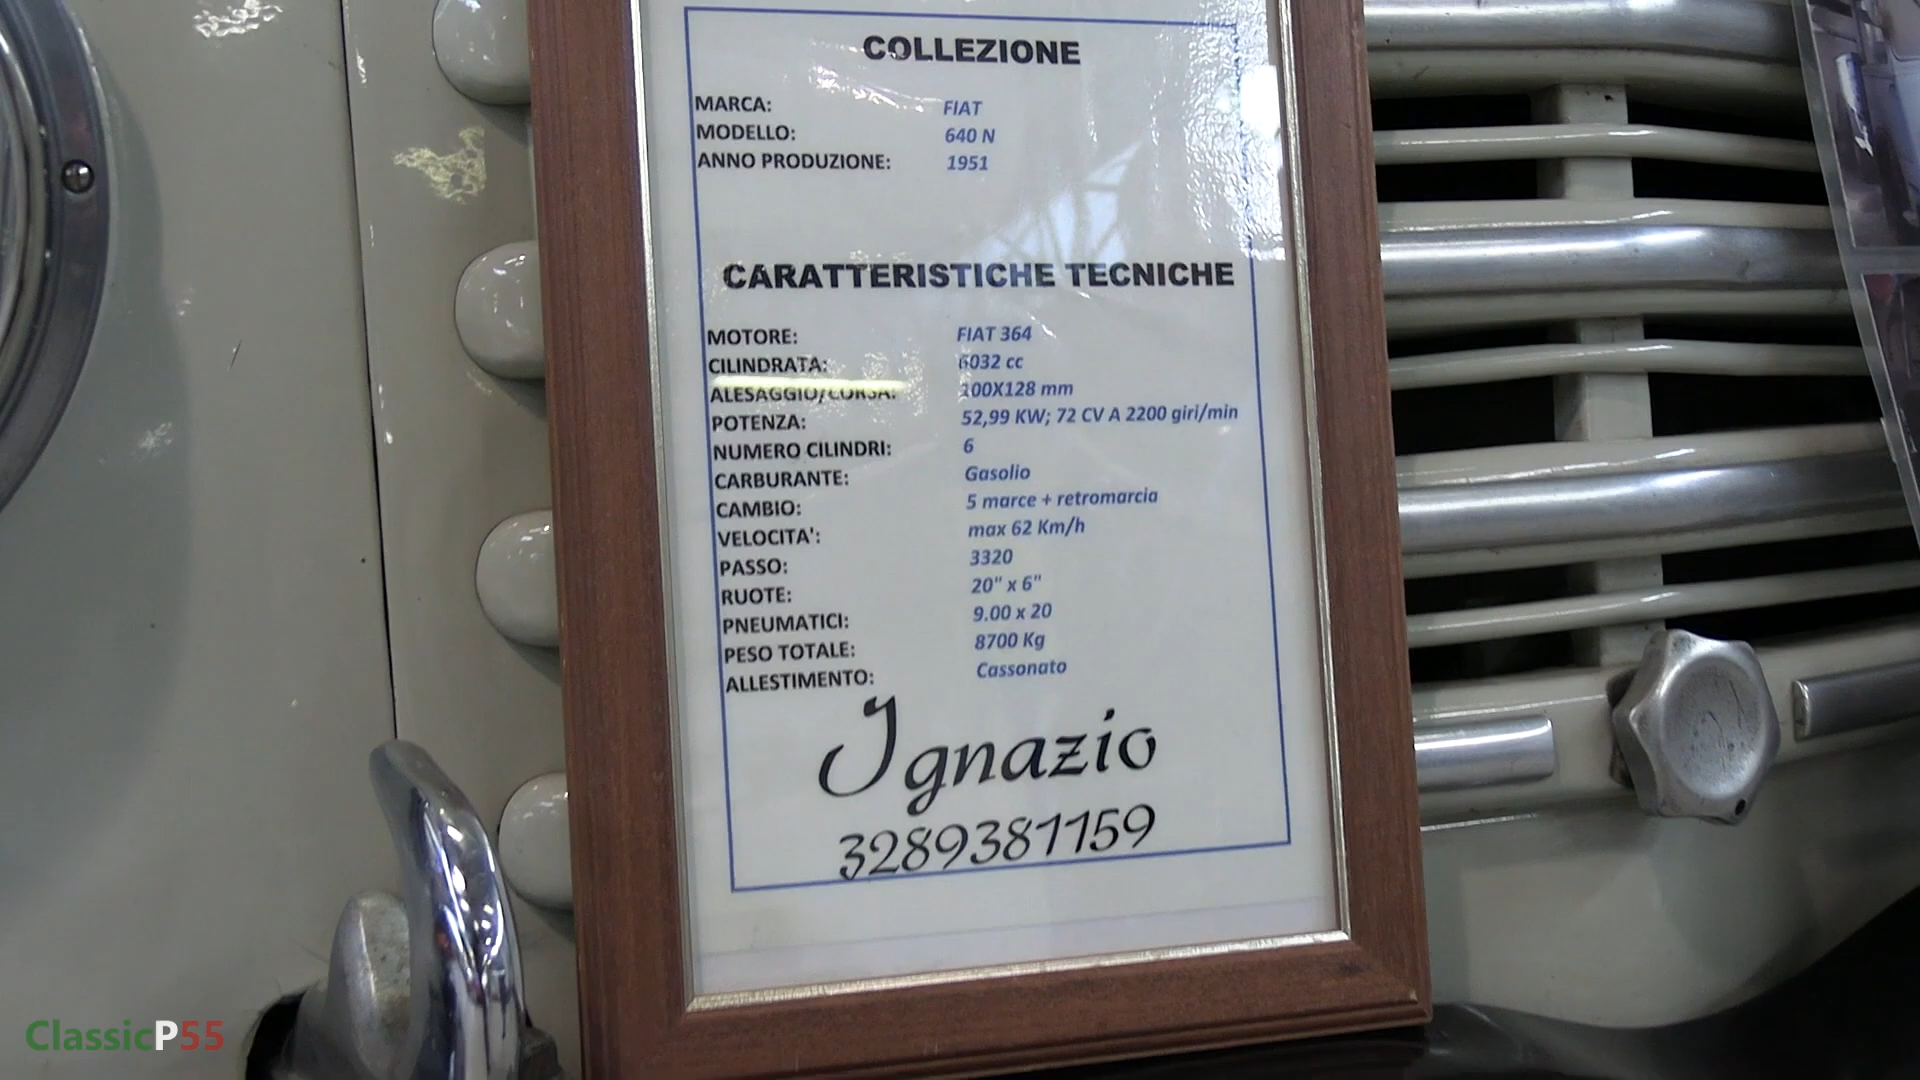 COLLEZIONE
MARCA: FIAT
MODELLO: 640 N
ANNO PRODUZIONE: 1951
CARATTERISTICHE TECNICHE
MOTORE: FIAT 364
CILINDRATA: 6032 cc
ALESAGGIO/CORSA: 100X128 mm
POTENZA: 52,99 KW; 72 CV A 2200 giri/min
NUMERO CILINDRI: 6
CARBURANTE: Gasolio
CAMBIO: 5 marce + retromarcia
VELOCITA': max 62 Km/h
PASSO: 3320
RUOTE: 20" x 6"
PNEUMATICI: 9.00 x 20
PESO TOTALE: 8700 Kg
ALLESTIMENTO: Cassonato
Ignazio
3289381159
ClassicP55